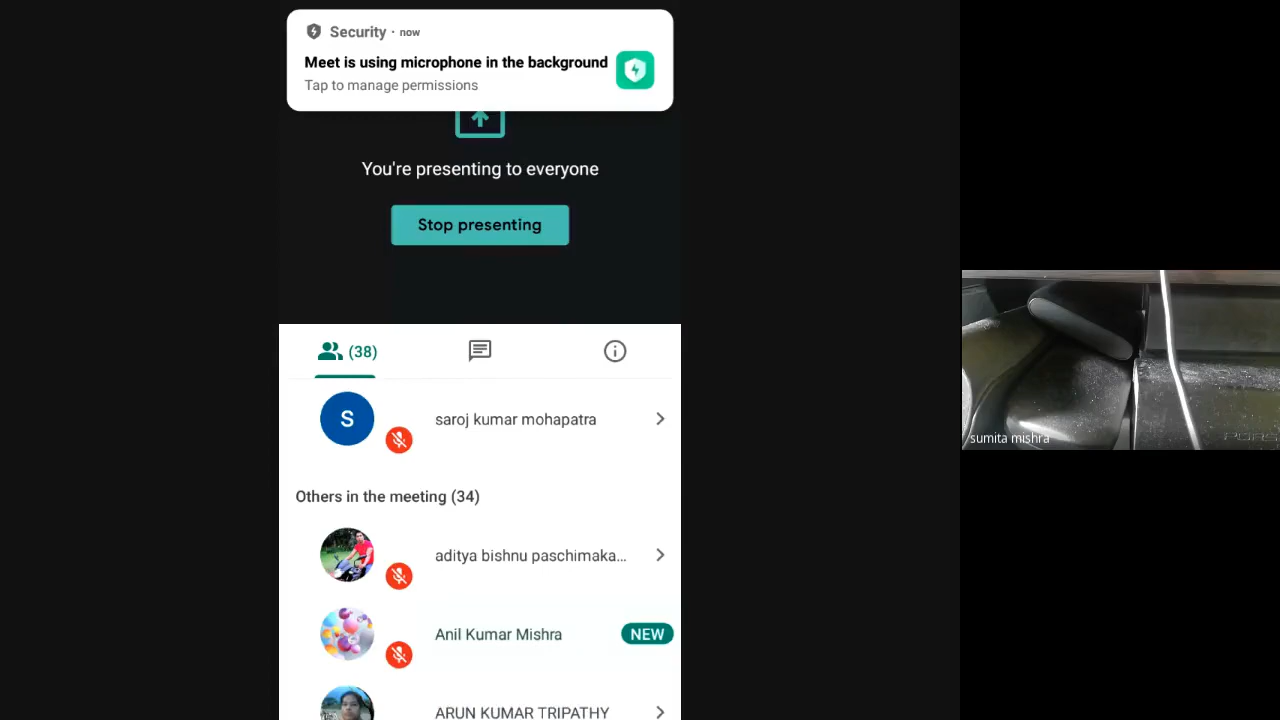 Security · now
Meet is using microphone in the background
Tap to manage permissions
You're presenting to everyone
Stop presenting
(38)
S
saroj kumar mohapatra
Others in the meeting (34)
aditya bishnu paschimaka...
Anil Kumar Mishra
NEW
ARUN KUMAR TRIPATHY
sumita mishra